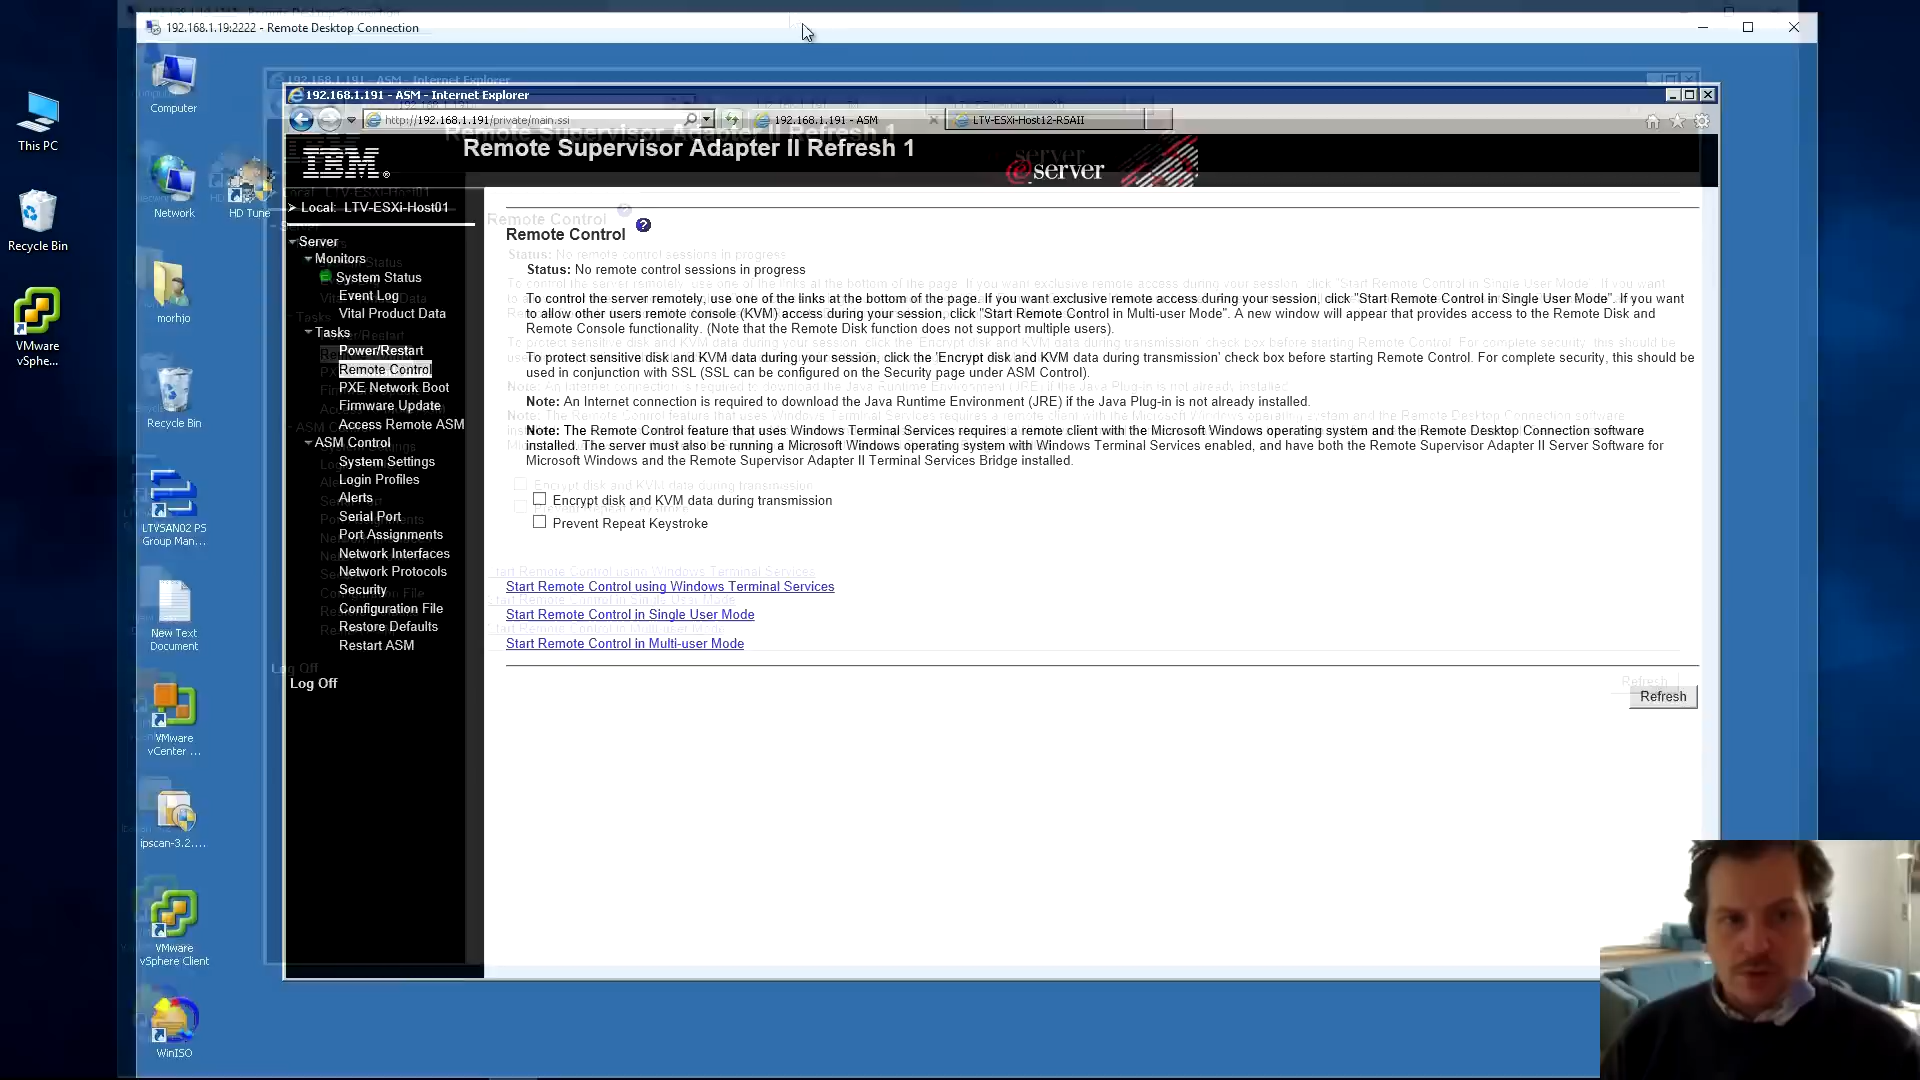 192.168.1.19:2222 - Remote Desktop Connection
This PC
Recycle Bin
VMware
vSphe...
Computer
Network
HD Tune
morhjo
Recycle Bin
LTVSAN02 PS
Group Man...
New Text
Document
VMware
vCenter ...
ipscan-3.2....
VMware
vSphere Client
WinISO
192.168.1.191 - ASM - Internet Explorer
http://192.168.1.191/private/main.ssi
192.168.1.191 - ASM
LTV-ESXi-Host12-RSAII
IBM
Remote Supervisor Adapter II Refresh 1
server
Local: LTV-ESXi-Host01
Server
Monitors
System Status
Event Log
Vital Product Data
Tasks
Power/Restart
Remote Control
PXE Network Boot
Firmware Update
Access Remote ASM
ASM Control
System Settings
Login Profiles
Alerts
Serial Port
Port Assignments
Network Interfaces
Network Protocols
Security
Configuration File
Restore Defaults
Restart ASM
Log Off
Remote Control
Status: No remote control sessions in progress
To control the server remotely, use one of the links at the bottom of the page. If you want exclusive remote access during your session, click "Start Remote Control in Single User Mode". If you want
to allow other users remote console (KVM) access during your session, click "Start Remote Control in Multi-user Mode". A new window will appear that provides access to the Remote Disk and
Remote Console functionality. (Note that the Remote Disk function does not support multiple users).
To protect sensitive disk and KVM data during your session, click the 'Encrypt disk and KVM data during transmission' check box before starting Remote Control. For complete security, this should be
used in conjunction with SSL (SSL can be configured on the Security page under ASM Control).
Note: An Internet connection is required to download the Java Runtime Environment (JRE) if the Java Plug-in is not already installed.
Note: The Remote Control feature that uses Windows Terminal Services requires a remote client with the Microsoft Windows operating system and the Remote Desktop Connection software
installed. The server must also be running a Microsoft Windows operating system with Windows Terminal Services enabled, and have both the Remote Supervisor Adapter II Server Software for
Microsoft Windows and the Remote Supervisor Adapter II Terminal Services Bridge installed.
Encrypt disk and KVM data during transmission
Prevent Repeat Keystroke
Start Remote Control using Windows Terminal Services
Start Remote Control in Single User Mode
Start Remote Control in Multi-user Mode
Refresh